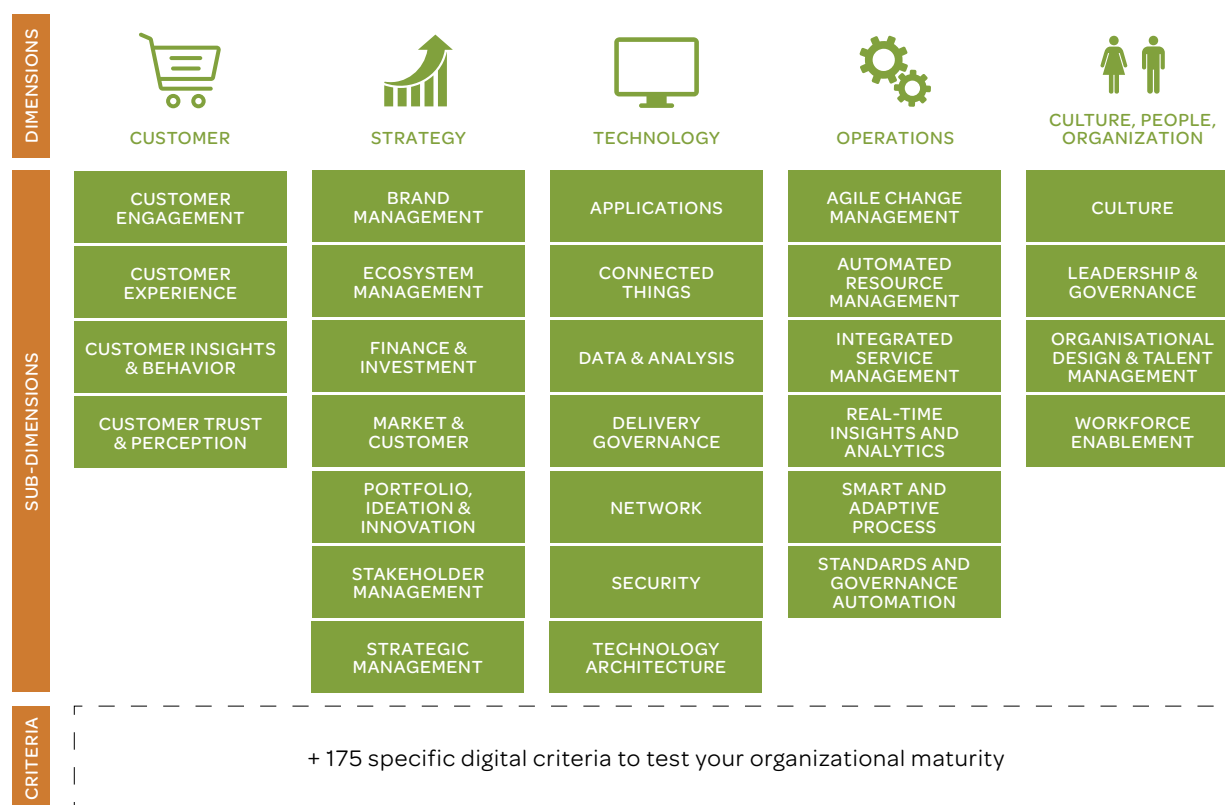 DIMENSIONS
CUSTOMER
STRATEGY
TECHNOLOGY
OPERATIONS
CULTURE, PEOPLE,
ORGANIZATION
SUB-DIMENSIONS
CUSTOMER
ENGAGEMENT
CUSTOMER
EXPERIENCE
CUSTOMER INSIGHTS
& BEHAVIOR
CUSTOMER TRUST
& PERCEPTION
BRAND
MANAGEMENT
ECOSYSTEM
MANAGEMENT
FINANCE &
INVESTMENT
MARKET &
CUSTOMER
PORTFOLIO,
IDEATION &
INNOVATION
STAKEHOLDER
MANAGEMENT
STRATEGIC
MANAGEMENT
APPLICATIONS
CONNECTED
THINGS
DATA & ANALYSIS
DELIVERY
GOVERNANCE
NETWORK
SECURITY
TECHNOLOGY
ARCHITECTURE
AGILE CHANGE
MANAGEMENT
AUTOMATED
RESOURCE
MANAGEMENT
INTEGRATED
SERVICE
MANAGEMENT
REAL-TIME
INSIGHTS AND
ANALYTICS
SMART AND
ADAPTIVE
PROCESS
STANDARDS AND
GOVERNANCE
AUTOMATION
CULTURE
LEADERSHIP &
GOVERNANCE
ORGANISATIONAL
DESIGN & TALENT
MANAGEMENT
WORKFORCE
ENABLEMENT
CRITERIA
+ 175 specific digital criteria to test your organizational maturity